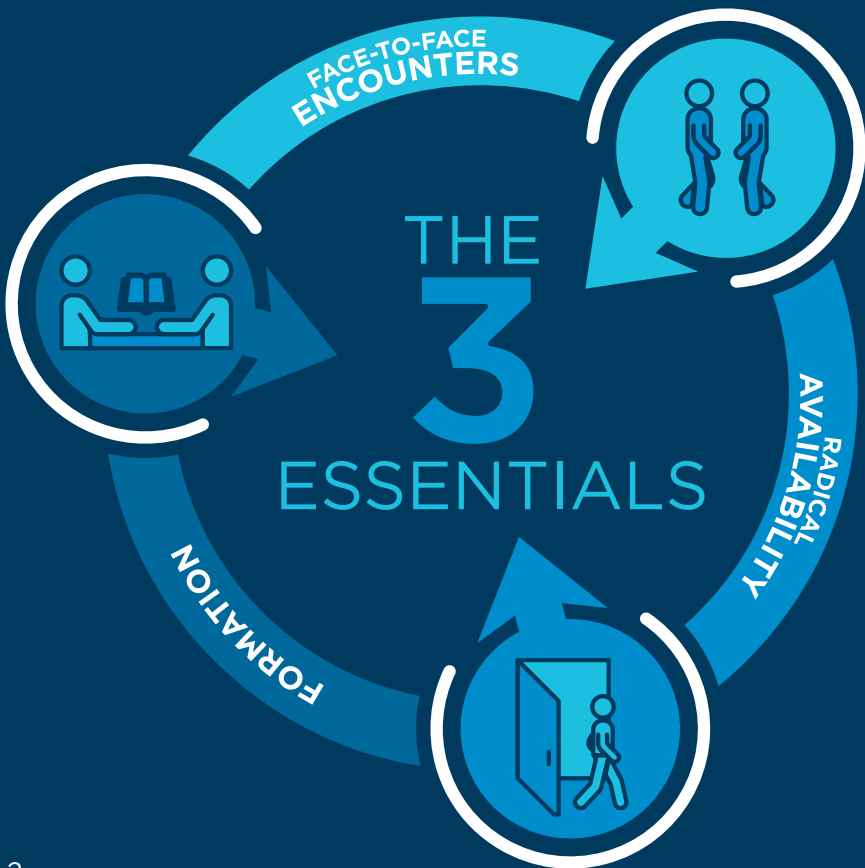 FACE-TO-FACE
ENCOUNTERS
THE
3
ESSENTIALS
RADICAL
AVAILABILITY
FORMATION